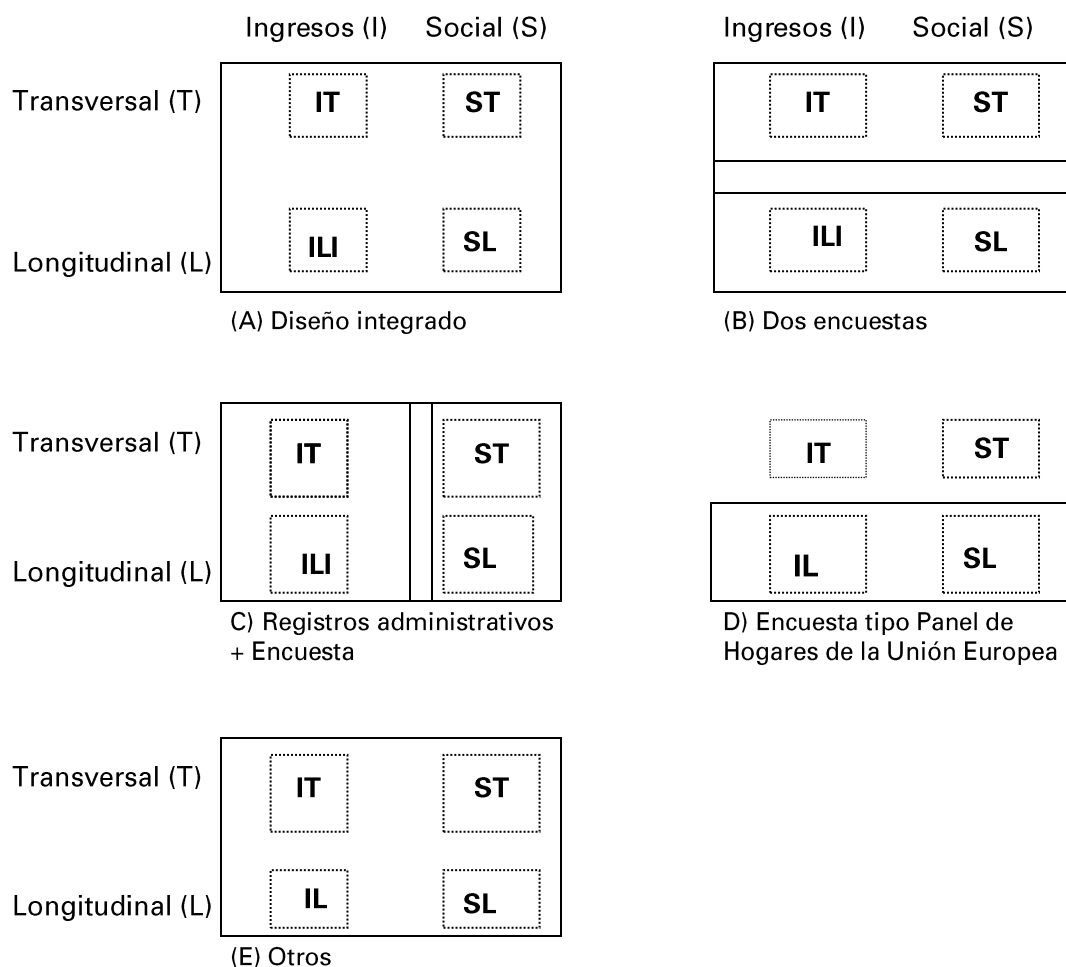 Ingresos (I) Social (S) Ingresos (I) Social (S)
Transversal (T) IT ST IT ST
Longitudinal (L) ILI SL ILI SL
(A) Diseño integrado (B) Dos encuestas
Transversal (T) IT ST IT ST
Longitudinal (L) ILI SL IL SL
C) Registros administrativos
+ Encuesta
D) Encuesta tipo Panel de
Hogares de la Unión Europea
Transversal (T) IT ST
Longitudinal (L) IL SL
(E) Otros